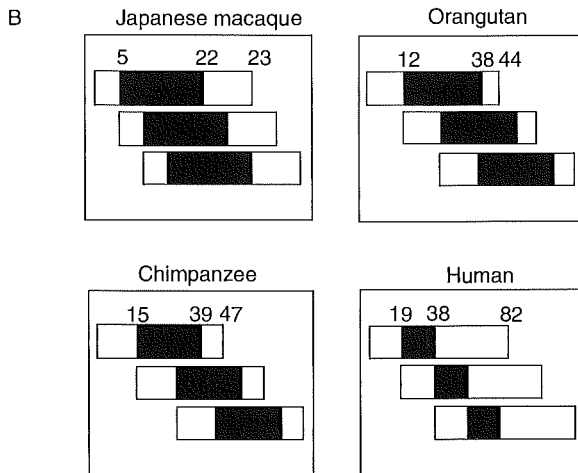 B
Japanese macaque
5 22 23
Orangutan
12 38 44
Chimpanzee
15 39 47
Human
19 38 82